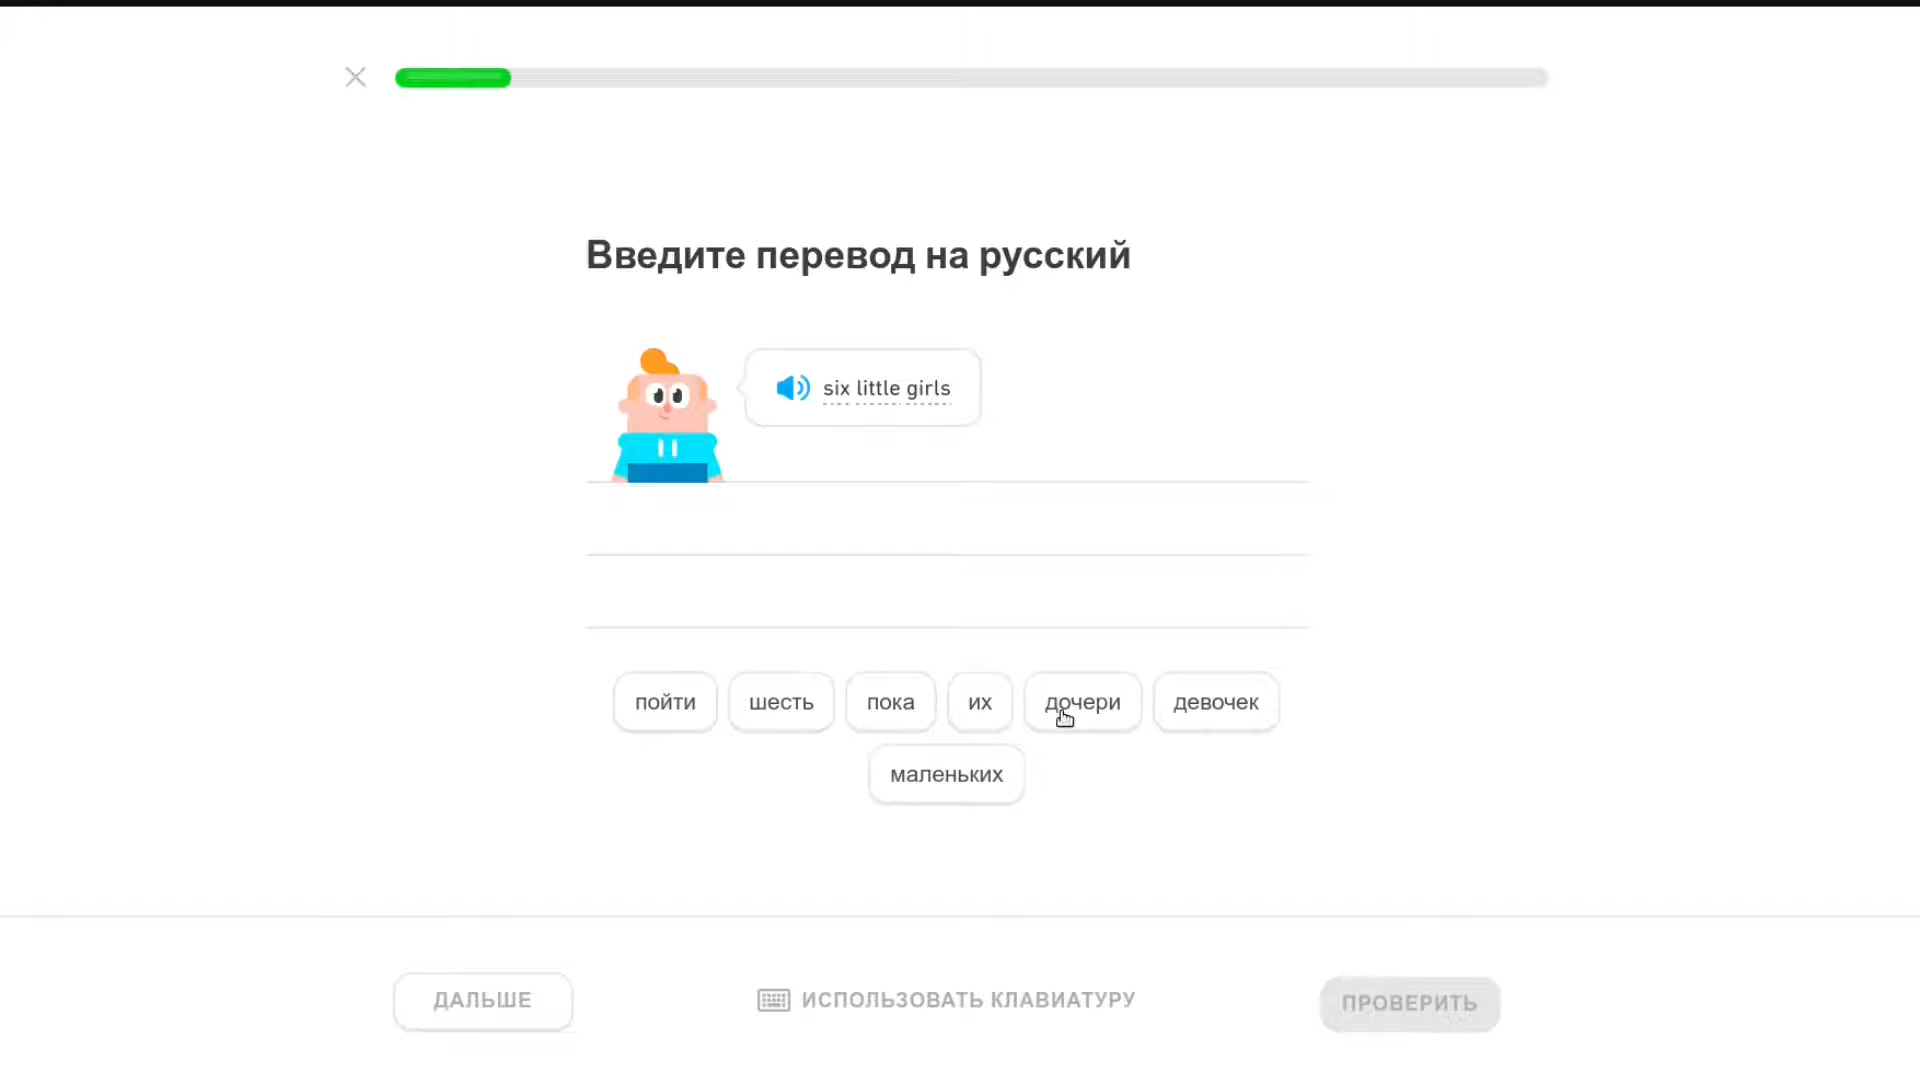 Введите перевод на русский
six little girls
пойти шесть пока их дочери девочек
маленьких
ДАЛЬШЕ ИСПОЛЬЗОВАТЬ КЛАВИАТУРУ ПРОВЕРИТЬ